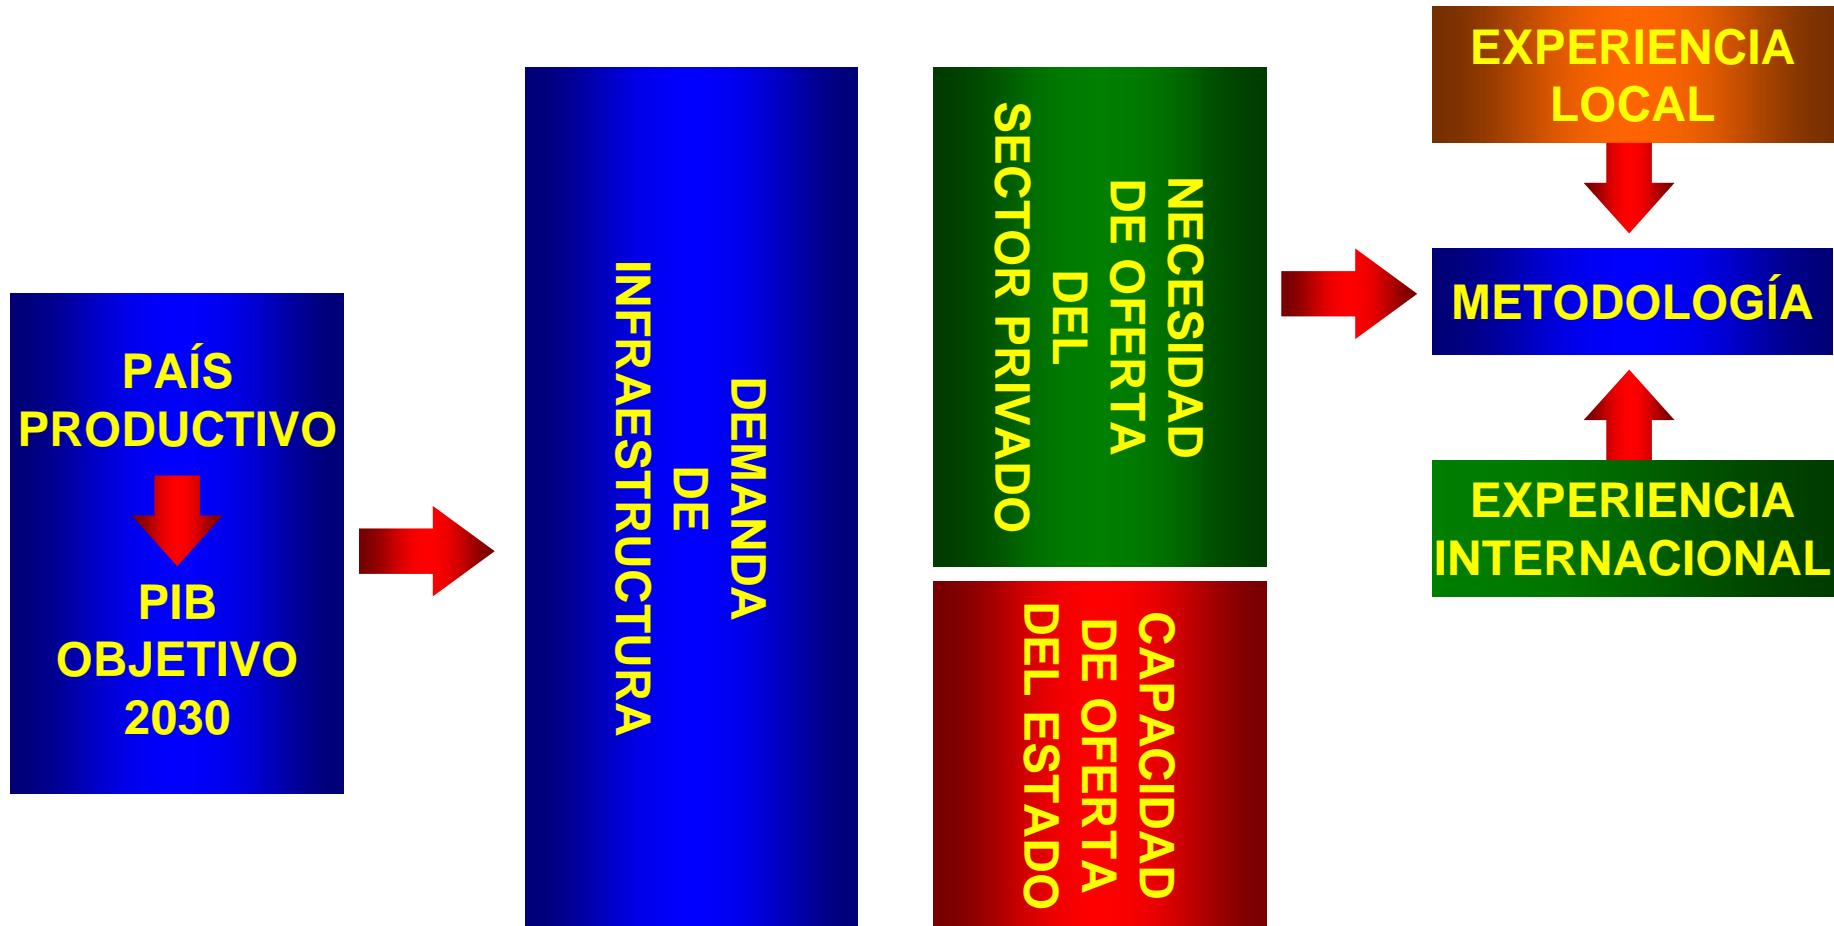 PAÍS
PRODUCTIVO
PIB
OBJETIVO
2030
DEMANDA
DE
INFRAESTRUCTURA
NECESIDAD
DE OFERTA
DEL
SECTOR PRIVADO
CAPACIDAD
DE OFERTA
DEL ESTADO
EXPERIENCIA
LOCAL
METODOLOGÍA
EXPERIENCIA
INTERNACIONAL